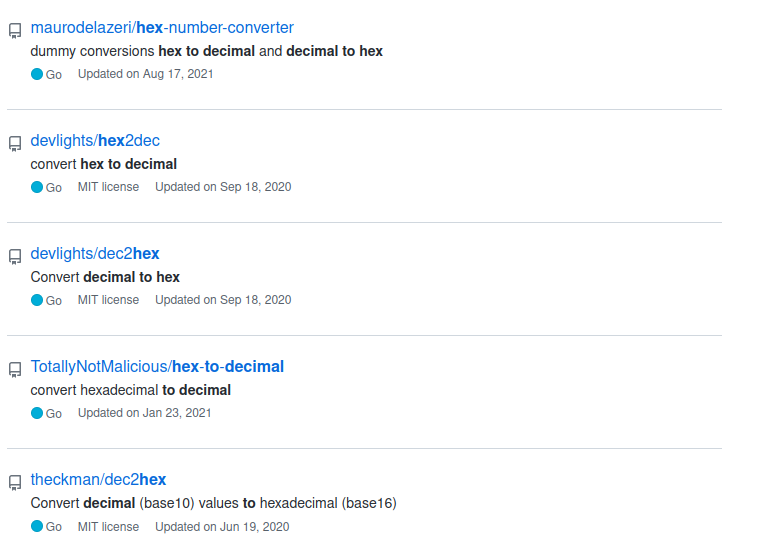 maurodelazeri/hex-number-converter
dummy conversions hex to decimal and decimal to hex
Go Updated on Aug 17, 2021
devlights/hex2dec
convert hex to decimal
Go MIT license Updated on Sep 18, 2020
devlights/dec2hex
Convert decimal to hex
Go MIT license Updated on Sep 18, 2020
TotallyNotMalicious/hex-to-decimal
convert hexadecimal to decimal
Go Updated on Jan 23, 2021
theckman/dec2hex
Convert decimal (base10) values to hexadecimal (base16)
Go MIT license Updated on Jun 19, 2020